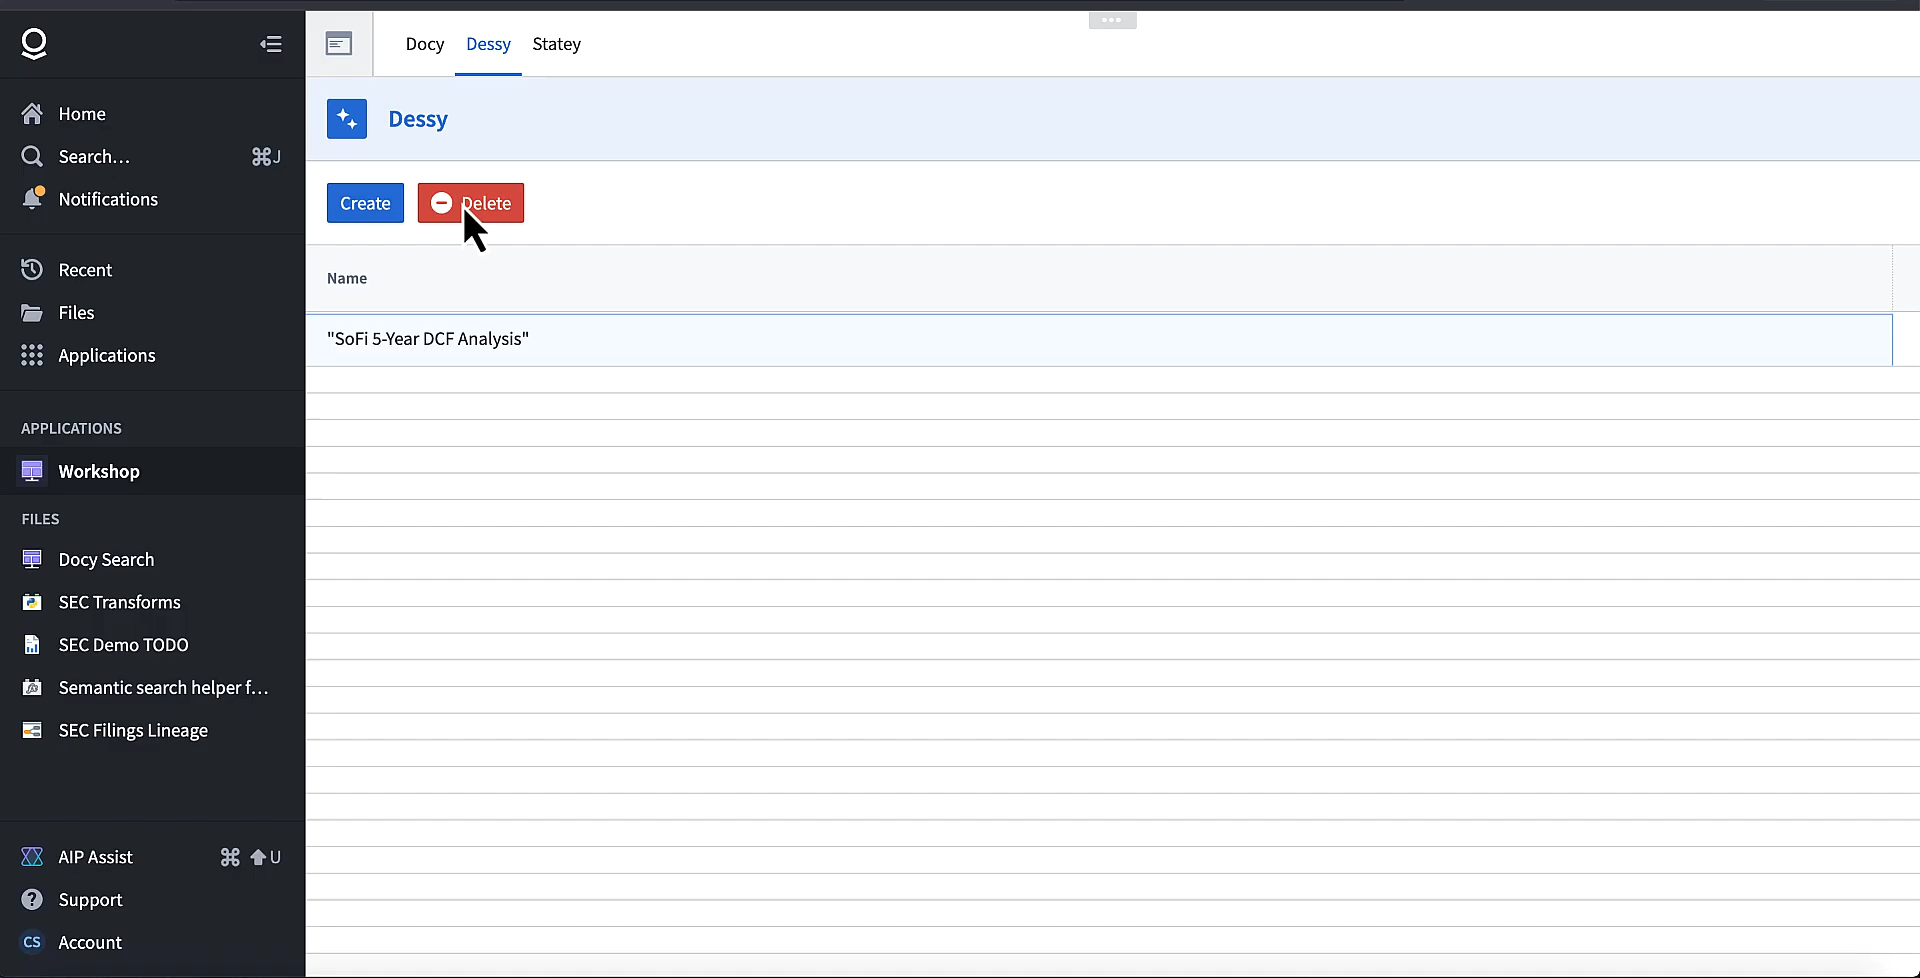 Docy Dessy Statey
Dessy
Create Delete
Name
"SoFi 5-Year DCF Analysis"
Home
Search... ⌘J
Notifications
Recent
Files
Applications
APPLICATIONS
Workshop
FILES
Docy Search
SEC Transforms
SEC Demo TODO
Semantic search helper f...
SEC Filings Lineage
AIP Assist ⌘ ⬆ U
Support
CS Account